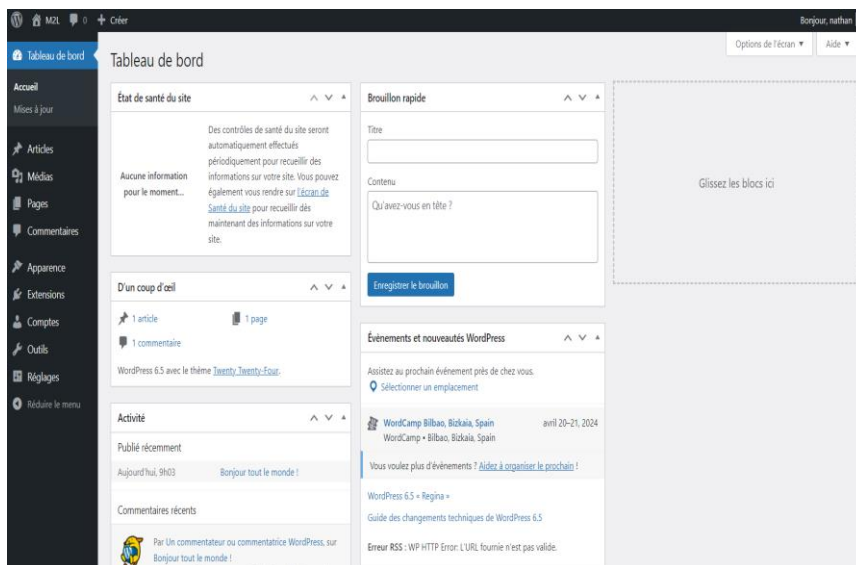 M2L
0
Créer
Bonjour, nathan
Options de l'écran ▼
Aide ▼
Tableau de bord
Accueil
Mises à jour
Articles
Médias
Pages
Commentaires
Apparence
Extensions
Comptes
Outils
Réglages
Réduire le menu
Tableau de bord
État de santé du site
Aucune information
pour le moment...
Des contrôles de santé du site seront
automatiquement effectués
périodiquement pour recueillir des
informations sur votre site. Vous pouvez
également vous rendre sur l'écran de
Santé du site pour recueillir dès
maintenant des informations sur votre
site.
D'un coup d'œil
1 article
1 page
1 commentaire
WordPress 6.5 avec le thème Twenty Twenty-Four.
Activité
Publié récemment
Aujourd'hui, 9h03
Bonjour tout le monde !
Commentaires récents
Par Un commentateur ou commentatrice WordPress, sur
Bonjour tout le monde !
Brouillon rapide
Titre
Contenu
Qu'avez-vous en tête ?
Enregistrer le brouillon
Évènements et nouveautés WordPress
Assistez au prochain évènement près de chez vous.
Sélectionner un emplacement
WordCamp Bilbao, Bizkaia, Spain
avril 20–21, 2024
WordCamp • Bilbao, Bizkaia, Spain
Vous voulez plus d'évènements ? Aidez à organiser le prochain !
WordPress 6.5 « Regina »
Guide des changements techniques de WordPress 6.5
Erreur RSS : WP HTTP Error: L'URL fournie n'est pas valide.
Glissez les blocs ici